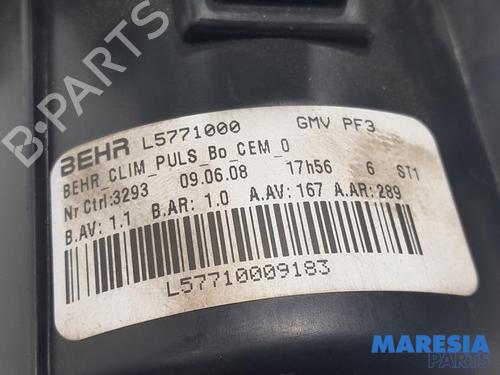 BEHR L5771000 GMV PF3
BEHR_CLIM_PULS_Bo_CEM_0
Nr Ctrl:3293 09.06.08 17h56 6 ST1
B.AV: 1.1 B.AR: 1.0 A.AV: 167 A.AR: 289
L57710009183
B-PARTS
MARESIA
PARTS